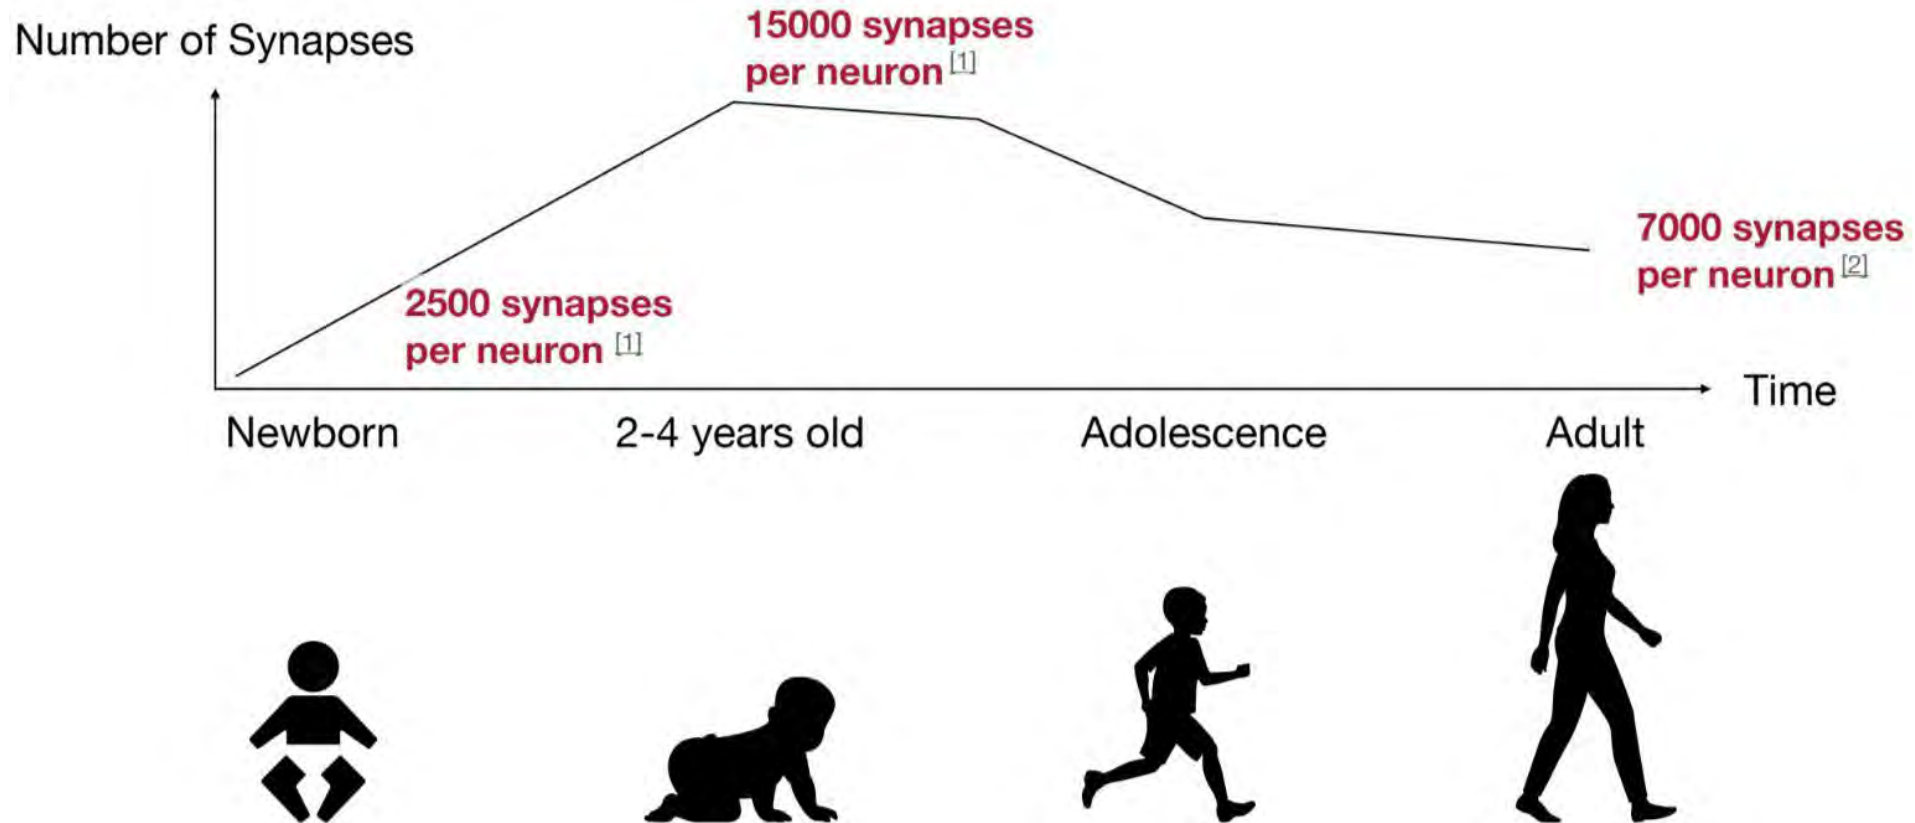 Number of Synapses
15000 synapses
per neuron [1]
2500 synapses
per neuron [1]
7000 synapses
per neuron [2]
Time
Newborn
2-4 years old
Adolescence
Adult